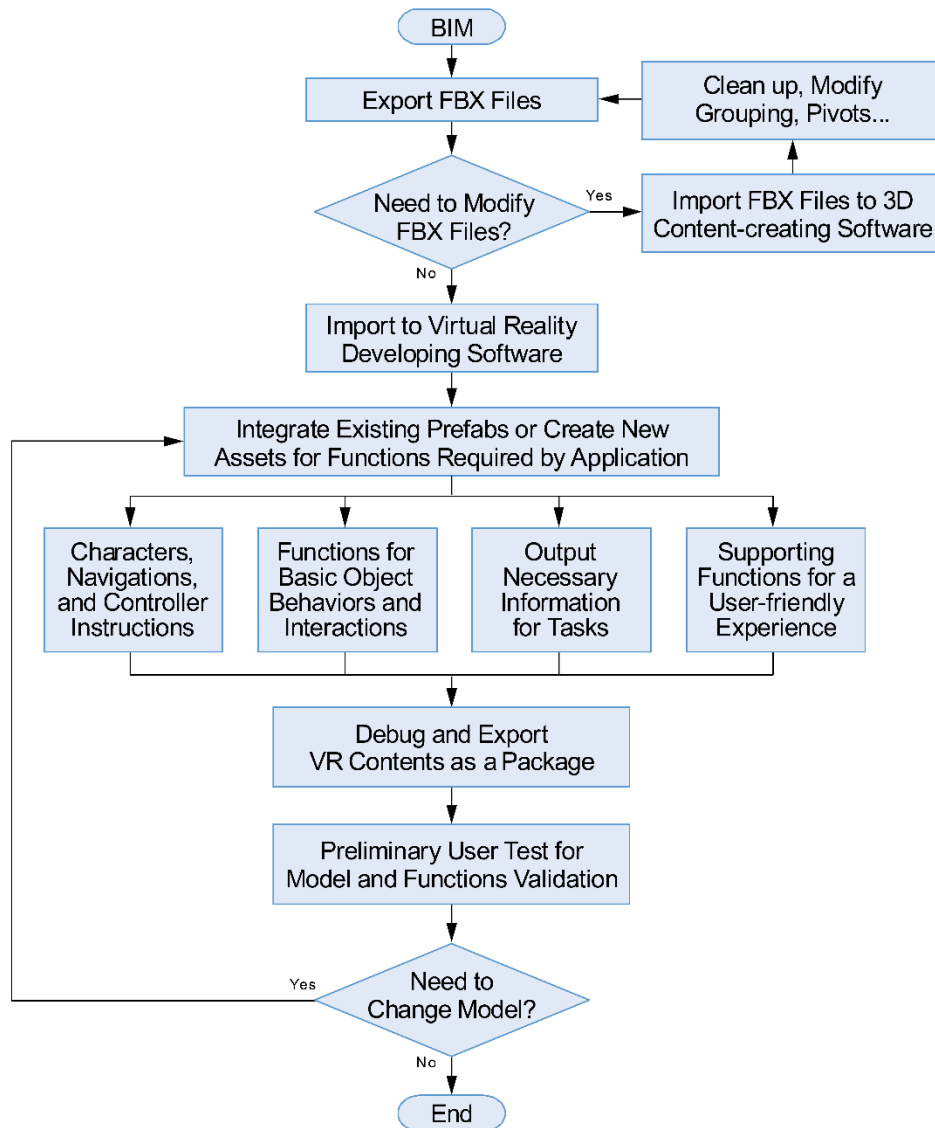 BIM
Export FBX Files
Clean up, Modify
Grouping, Pivots...
Need to Modify
FBX Files?
Yes
Import FBX Files to 3D
Content-creating Software
No
Import to Virtual Reality
Developing Software
Integrate Existing Prefabs or Create New
Assets for Functions Required by Application
Characters,
Navigations,
and Controller
Instructions
Functions for
Basic Object
Behaviors and
Interactions
Output
Necessary
Information
for Tasks
Supporting
Functions for a
User-friendly
Experience
Debug and Export
VR Contents as a Package
Preliminary User Test for
Model and Functions Validation
Yes
Need to
Change Model?
No
End